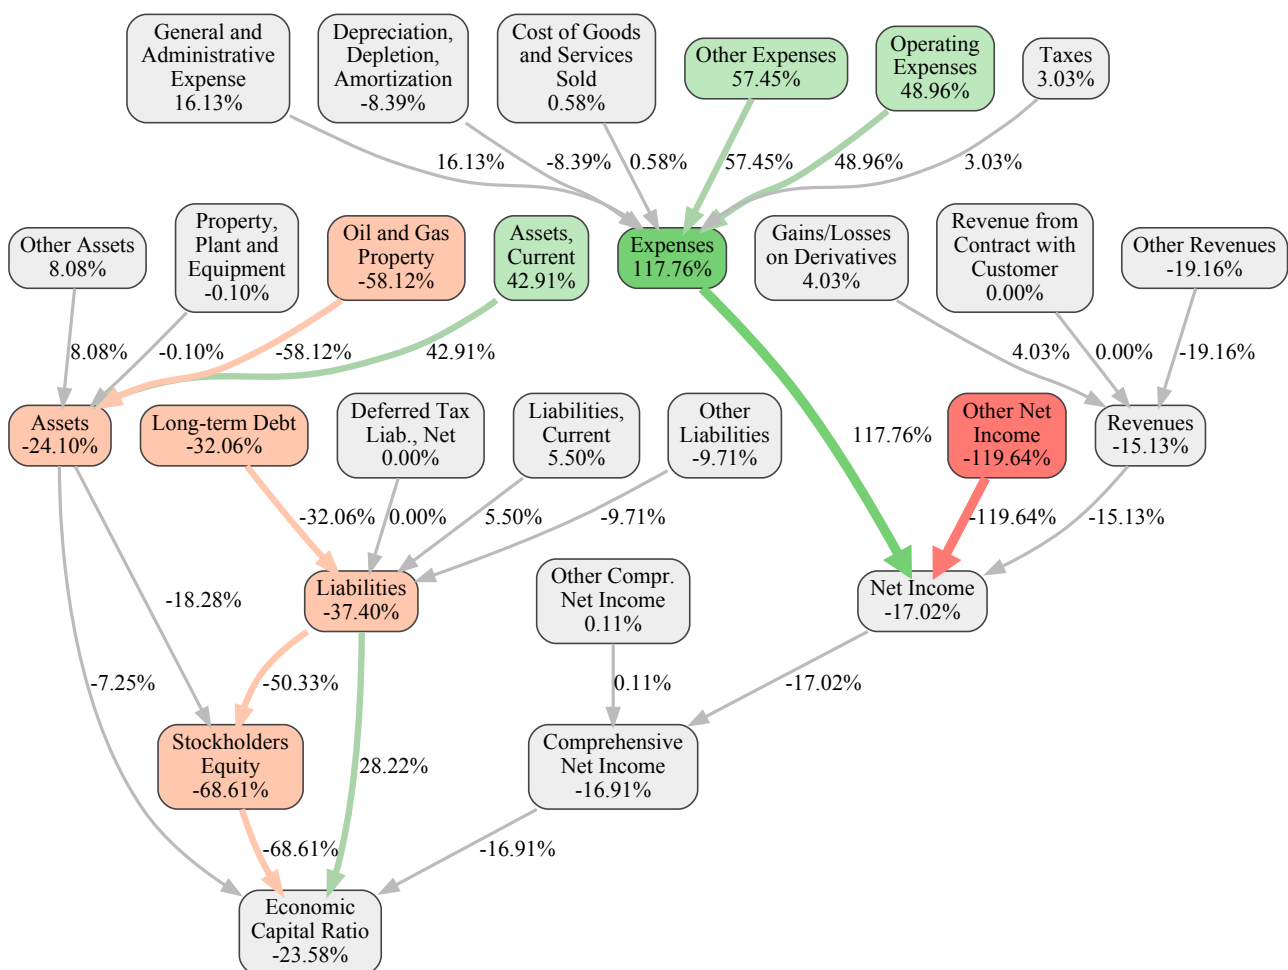 General and
Administrative
Expense
16.13%
Depreciation,
Depletion,
Amortization
-8.39%
Cost of Goods
and Services
Sold
0.58%
Other Expenses
57.45%
Operating
Expenses
48.96%
Taxes
3.03%
16.13%
-8.39%
0.58%
57.45%
48.96%
3.03%
Other Assets
8.08%
Property,
Plant and
Equipment
-0.10%
Oil and Gas
Property
-58.12%
Assets,
Current
42.91%
Expenses
117.76%
Gains/Losses
on Derivatives
4.03%
Revenue from
Contract with
Customer
0.00%
Other Revenues
-19.16%
8.08%
-0.10%
-58.12%
42.91%
4.03%
0.00%
-19.16%
Assets
-24.10%
Long-term Debt
-32.06%
Deferred Tax
Liab., Net
0.00%
Liabilities,
Current
5.50%
Other
Liabilities
-9.71%
117.76%
Other Net
Income
-119.64%
Revenues
-15.13%
-32.06%
0.00%
5.50%
-9.71%
-119.64%
-15.13%
-18.28%
Liabilities
-37.40%
Other Compr.
Net Income
0.11%
Net Income
-17.02%
-7.25%
-50.33%
0.11%
-17.02%
Stockholders
Equity
-68.61%
28.22%
Comprehensive
Net Income
-16.91%
-68.61%
-16.91%
Economic
Capital Ratio
-23.58%